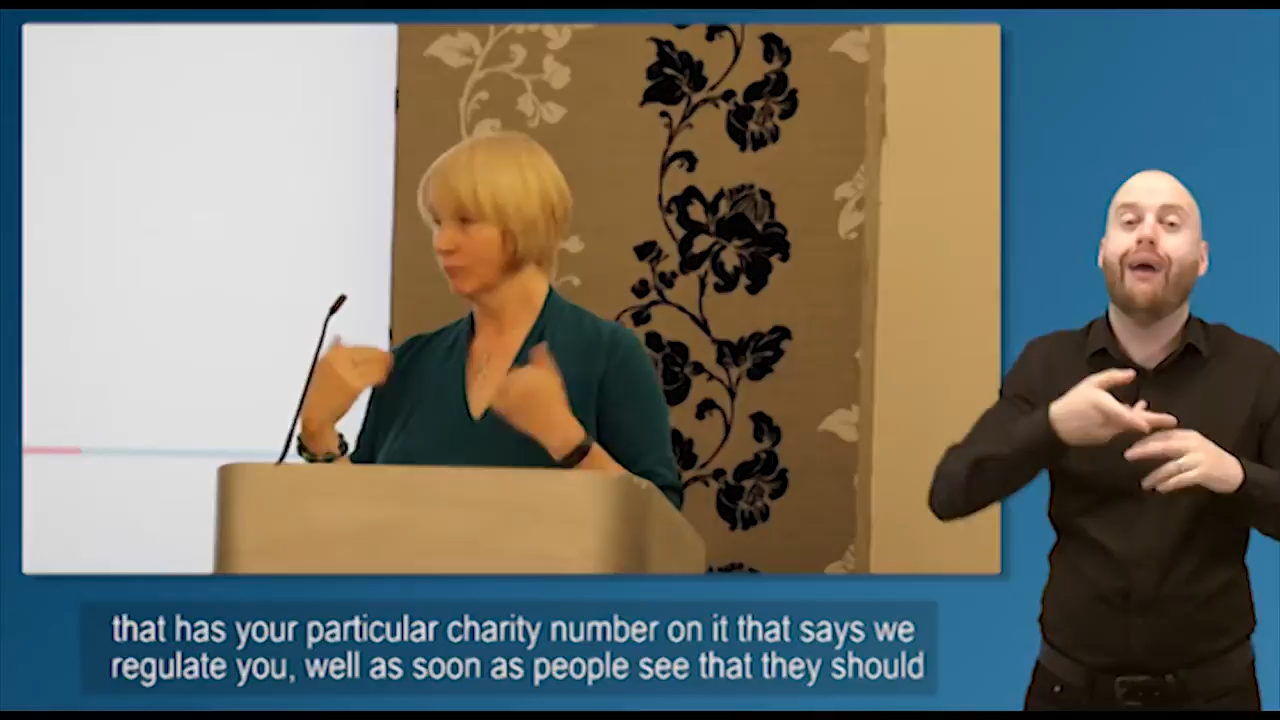 that has your particular charity number on it that says we
regulate you, well as soon as people see that they should